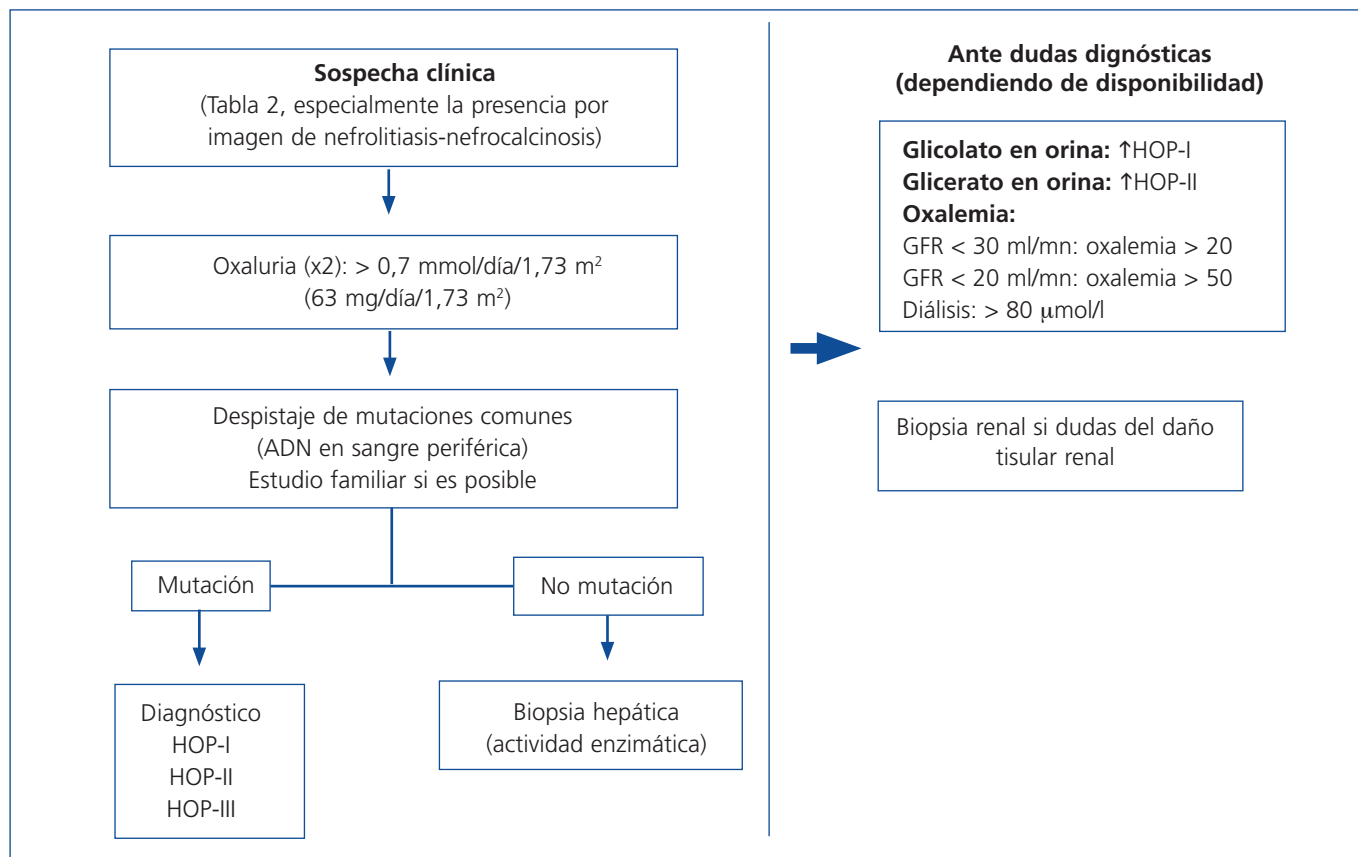 Sospecha clínica
(Tabla 2, especialmente la presencia por
imagen de nefrolitiasis-nefrocalcinosis)
Oxaluria (x2): > 0,7 mmol/día/1,73 m²
(63 mg/día/1,73 m²)
Despistaje de mutaciones comunes
(ADN en sangre periférica)
Estudio familiar si es posible
Mutación
No mutación
Diagnóstico
HOP-I
HOP-II
HOP-III
Biopsia hepática
(actividad enzimática)
Ante dudas dignósticas
(dependiendo de disponibilidad)
Glicolato en orina: ↑HOP-I
Glicerato en orina: ↑HOP-II
Oxalemia:
GFR < 30 ml/mn: oxalemia > 20
GFR < 20 ml/mn: oxalemia > 50
Diálisis: > 80 μmol/l
Biopsia renal si dudas del daño
tisular renal